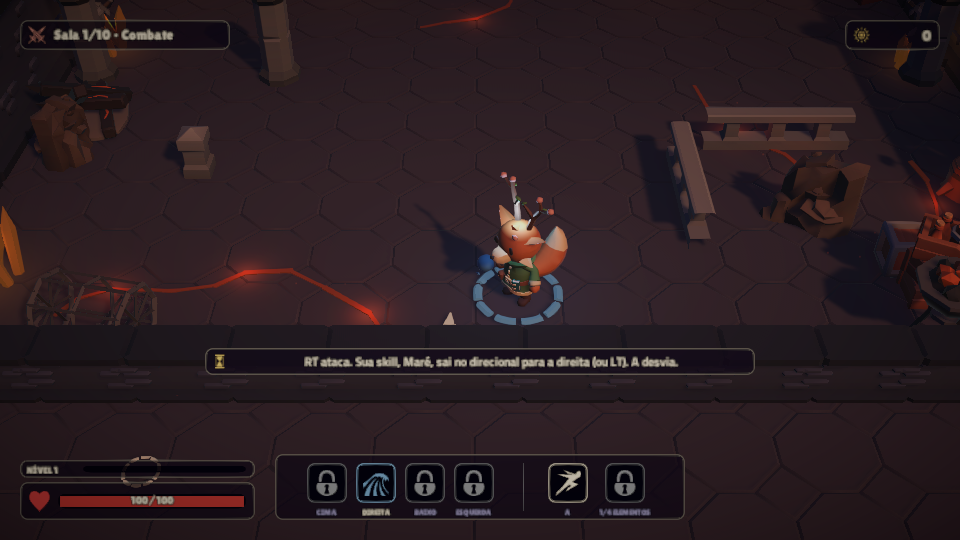 Sala 1/10 · Combate
0
RT ataca. Sua skill, Maré, sai no direcional para a direita (ou LT). A desvia.
NÍVEL 1
100/100
CIMA
DIREITA
BAIXO
ESQUERDA
A
1/4 ELEMENTOS